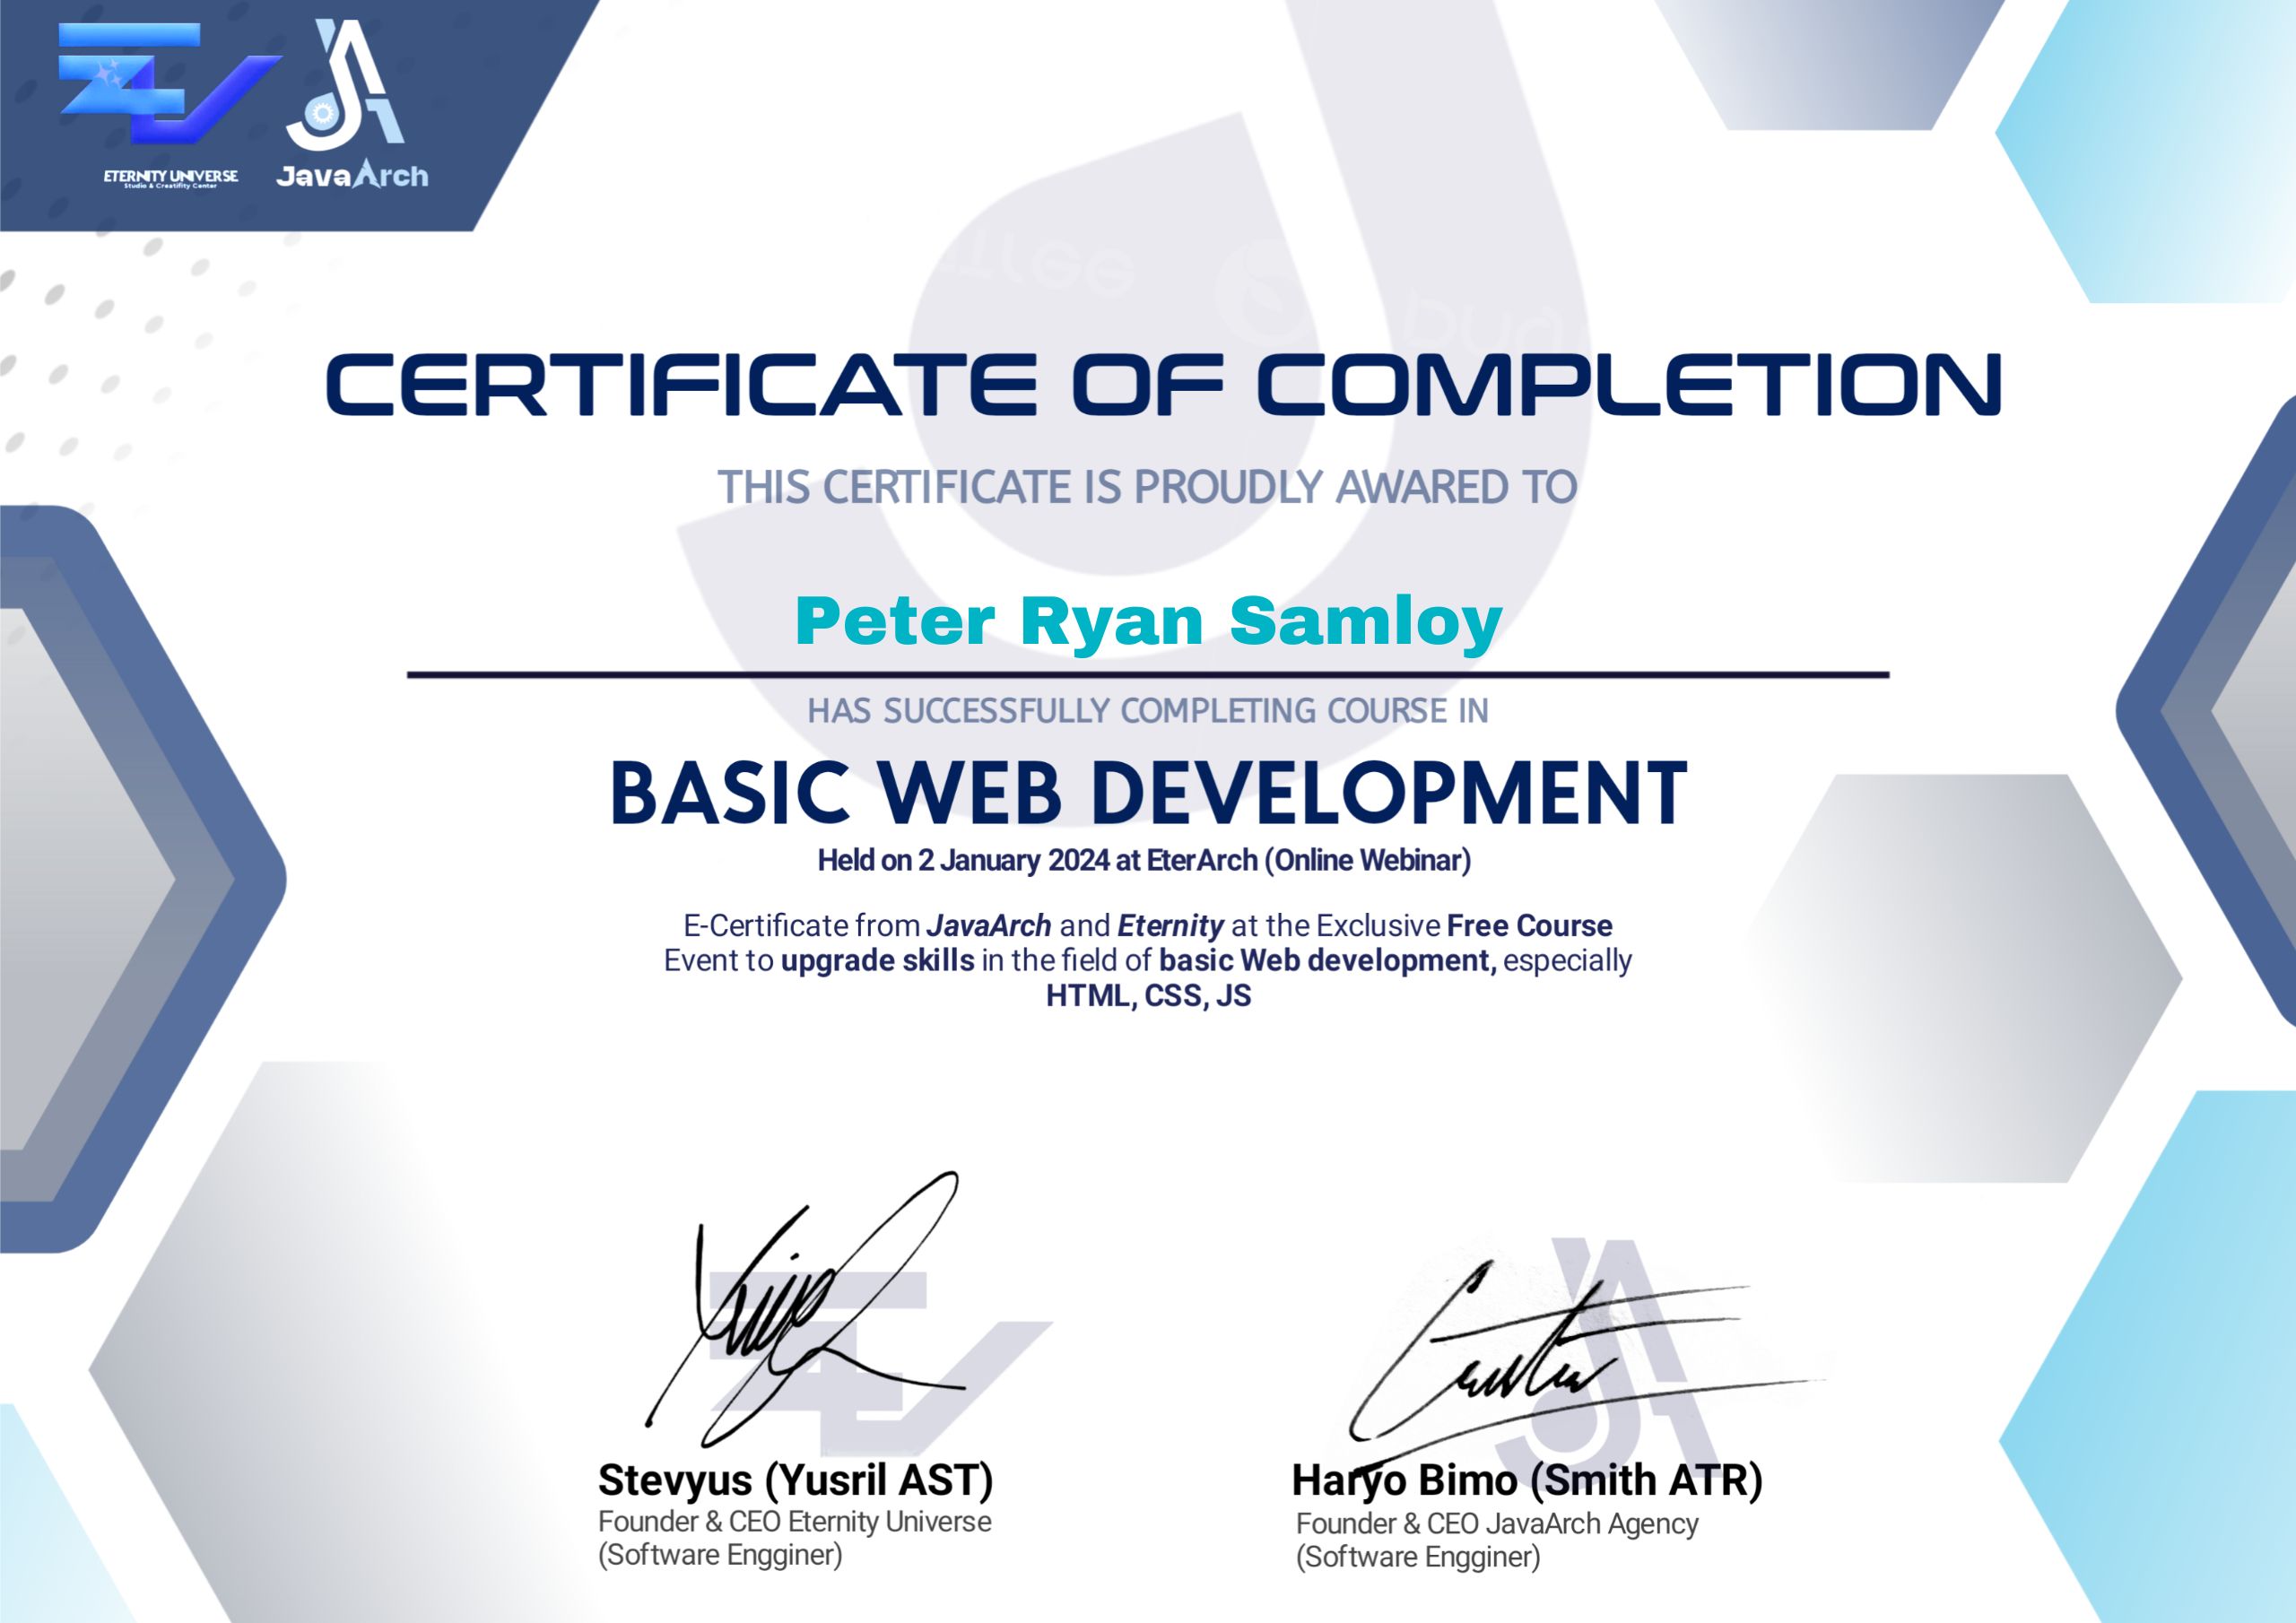 ETERNITY UNIVERSE
Studio & Creatifity Center
JavaArch
CERTIFICATE OF COMPLETION
THIS CERTIFICATE IS PROUDLY AWARED TO
Peter Ryan Samloy
HAS SUCCESSFULLY COMPLETING COURSE IN
BASIC WEB DEVELOPMENT
Held on 2 January 2024 at EterArch (Online Webinar)
E-Certificate from JavaArch and Eternity at the Exclusive Free Course
Event to upgrade skills in the field of basic Web development, especially
HTML, CSS, JS
Stevyus (Yusril AST)
Founder & CEO Eternity Universe
(Software Engginer)
Haryo Bimo (Smith ATR)
Founder & CEO JavaArch Agency
(Software Engginer)